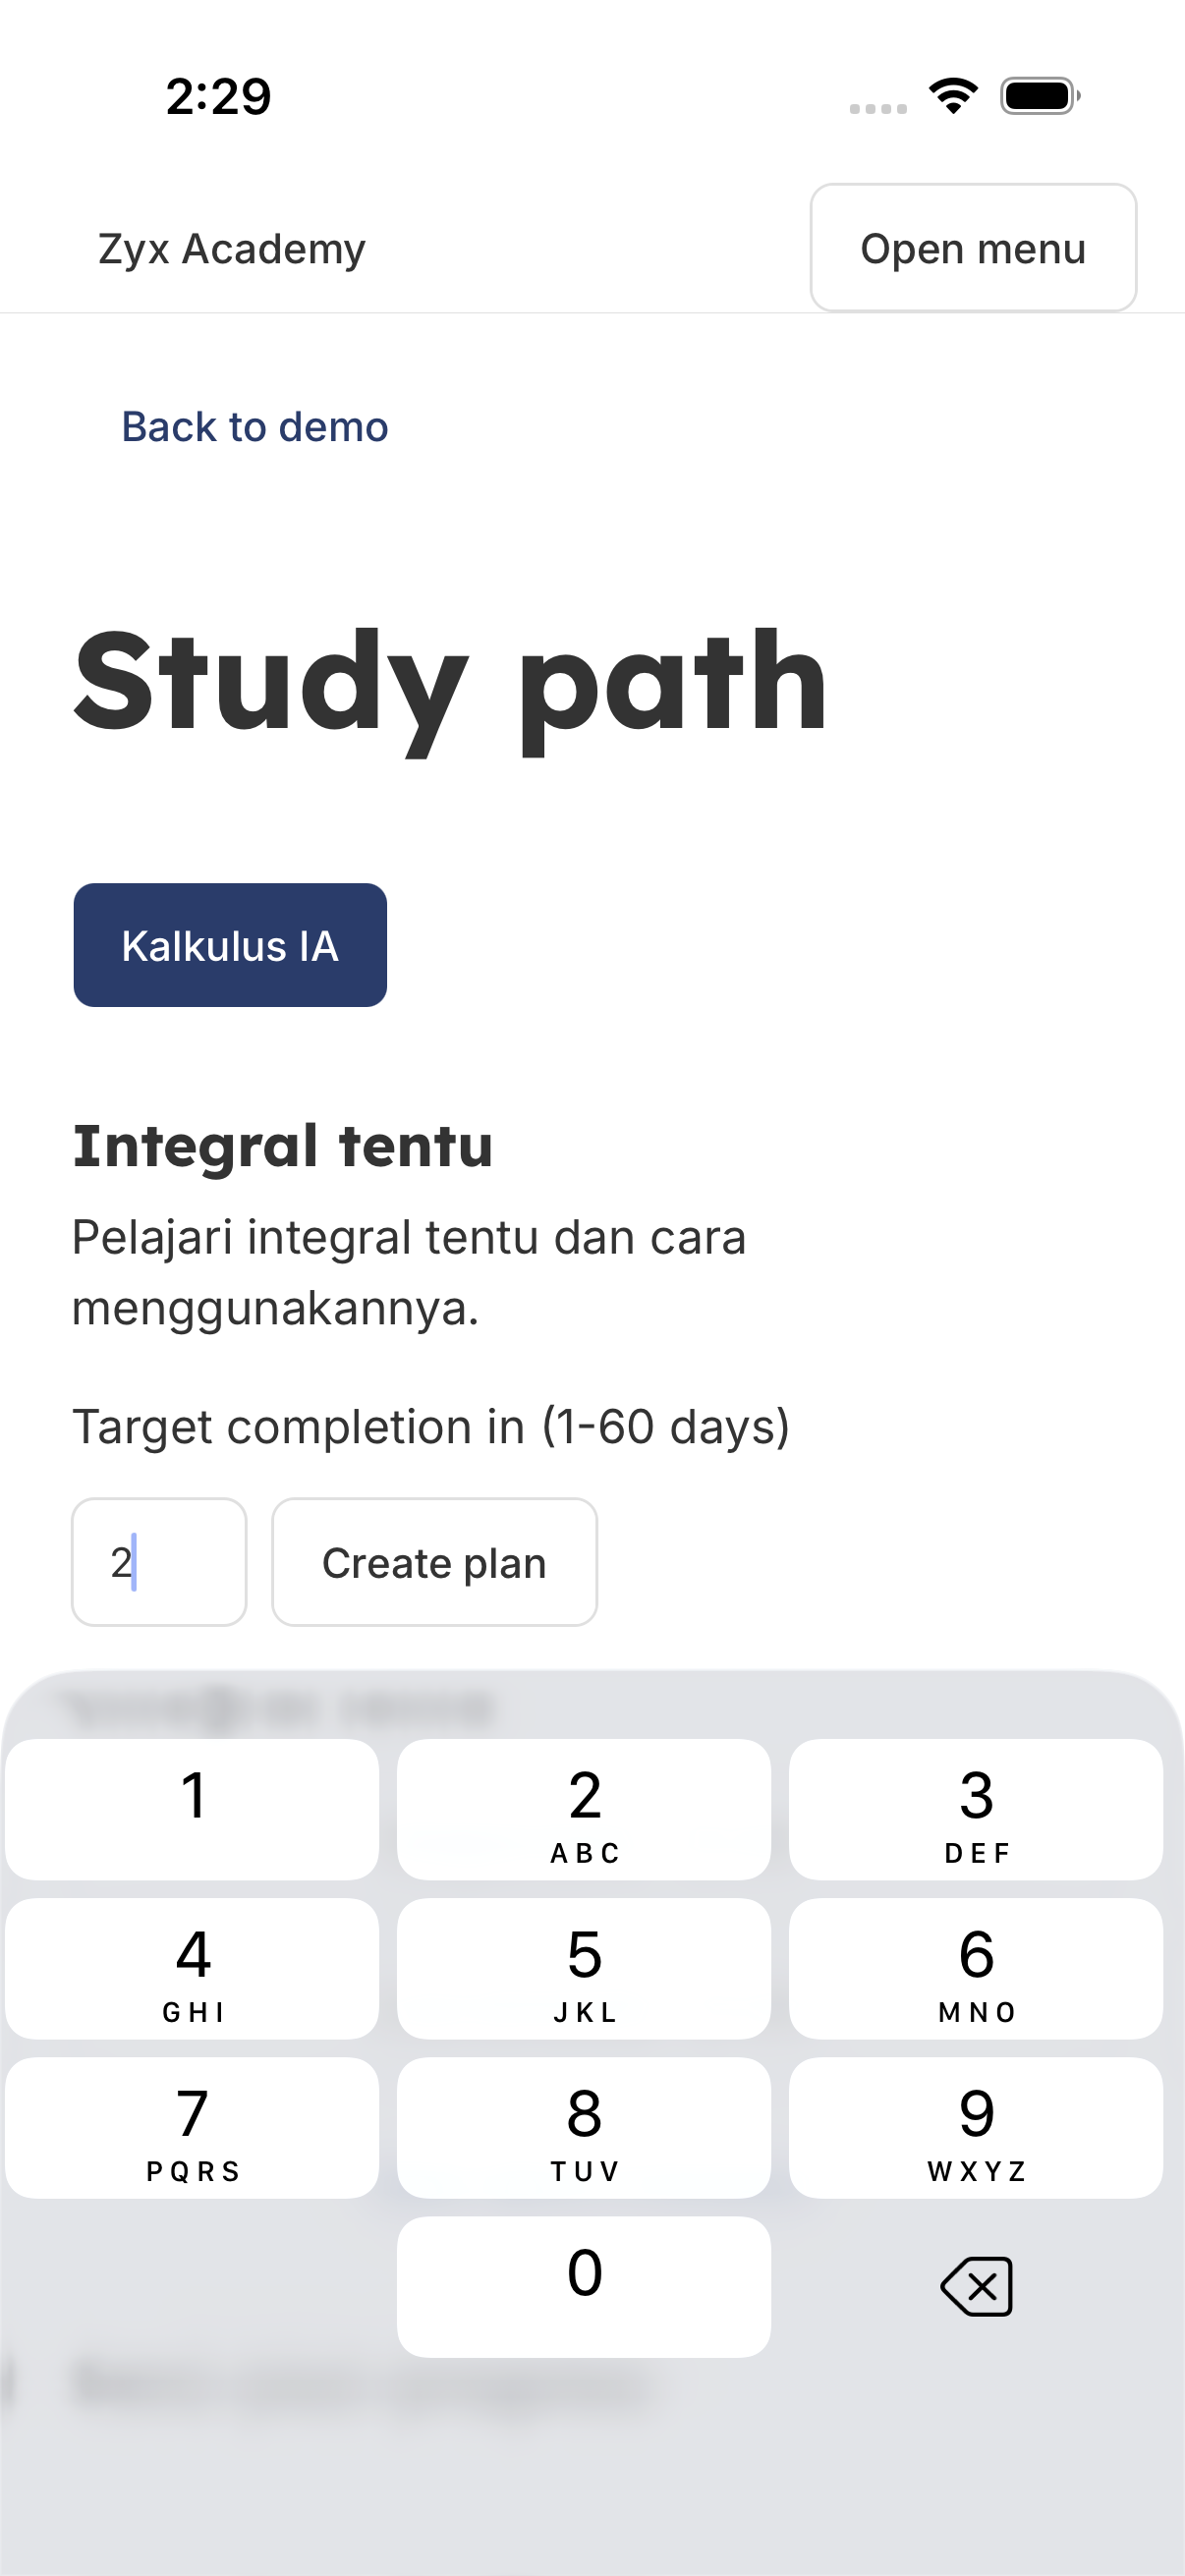 2:29
Zyx Academy
Open menu
Back to demo
Study path
Kalkulus IA
Integral tentu
Pelajari integral tentu dan cara
menggunakannya.
Target completion in (1-60 days)
2
Create plan
1
2
ABC
3
DEF
4
GHI
5
JKL
6
MNO
7
PQRS
8
TUV
9
WXYZ
0